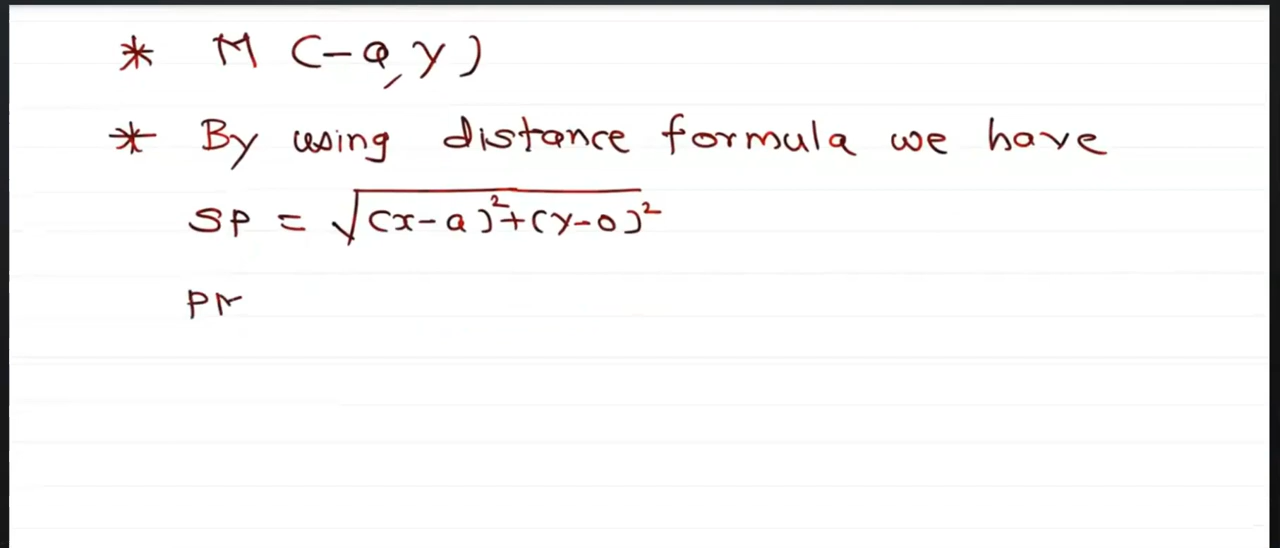 * M (-a, y)
* By using distance formula we have
SP = √(x-a)²+(y-0)²
PM